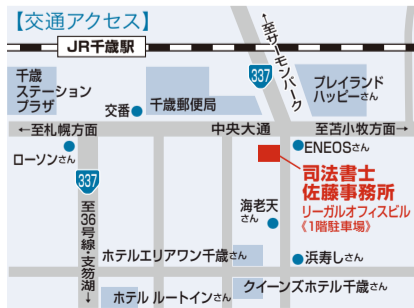 【交通アクセス】
JR千歳駅
←至サーモンパーク
337
千歳
ステーション
プラザ
交番
千歳郵便局
プレイランド
ハッピーさん
←至札幌方面
中央大通
至苫小牧方面→
ローソンさん
ENEOSさん
337
司法書士
佐藤事務所
リーガルオフィスビル
《1階駐車場》
至36号線・支笏湖→
海老天
さん
ホテルエリアワン千歳さん
浜寿しさん
クイーンズホテル千歳さん
ホテル ルートインさん